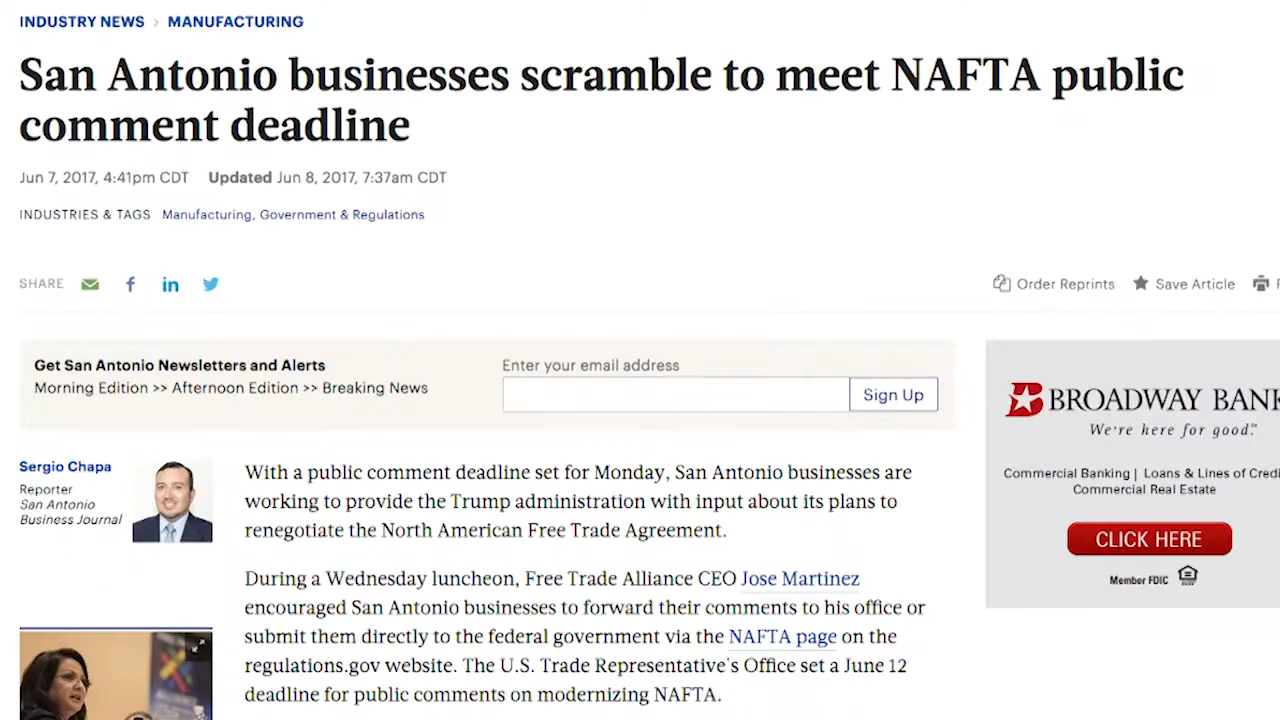 INDUSTRY NEWS > MANUFACTURING
San Antonio businesses scramble to meet NAFTA public
comment deadline
Jun 7, 2017, 4:41pm CDT Updated Jun 8, 2017, 7:37am CDT
INDUSTRIES & TAGS Manufacturing, Government & Regulations
SHARE
Order Reprints Save Article
Get San Antonio Newsletters and Alerts
Morning Edition >> Afternoon Edition >> Breaking News
Enter your email address
Sign Up
BROADWAY BANK
We're here for good.™
Commercial Banking | Loans & Lines of Credi
Commercial Real Estate
CLICK HERE
Member FDIC
Sergio Chapa
Reporter
San Antonio
Business Journal
With a public comment deadline set for Monday, San Antonio businesses are
working to provide the Trump administration with input about its plans to
renegotiate the North American Free Trade Agreement.
During a Wednesday luncheon, Free Trade Alliance CEO Jose Martinez
encouraged San Antonio businesses to forward their comments to his office or
submit them directly to the federal government via the NAFTA page on the
regulations.gov website. The U.S. Trade Representative's Office set a June 12
deadline for public comments on modernizing NAFTA.